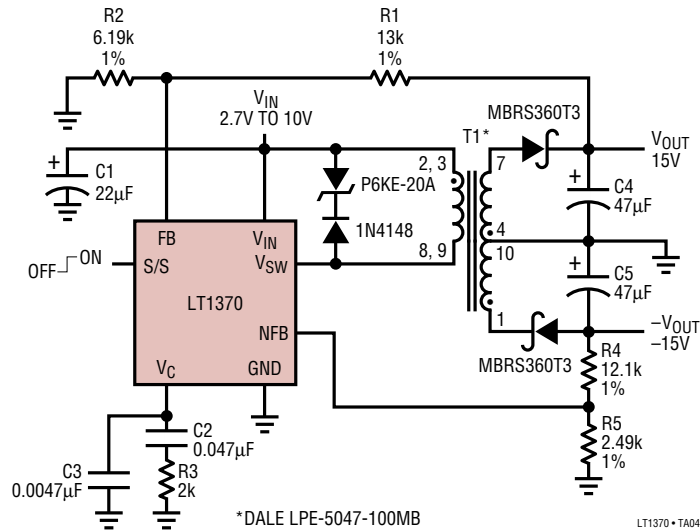 R2
6.19k
1%
R1
13k
1%
VIN
2.7V TO 10V
MBRS360T3
T1*
2, 3
7
VOUT
15V
+
C1
22µF
P6KE-20A
+
C4
47µF
1N4148
4
10
8, 9
FB
VIN
OFF ON
S/S
VSW
+
C5
47µF
LT1370
NFB
1
–VOUT
–15V
MBRS360T3
R4
12.1k
1%
VC
GND
C2
0.047µF
R5
2.49k
1%
C3
0.0047µF
R3
2k
*DALE LPE-5047-100MB
LT1370 • TA04